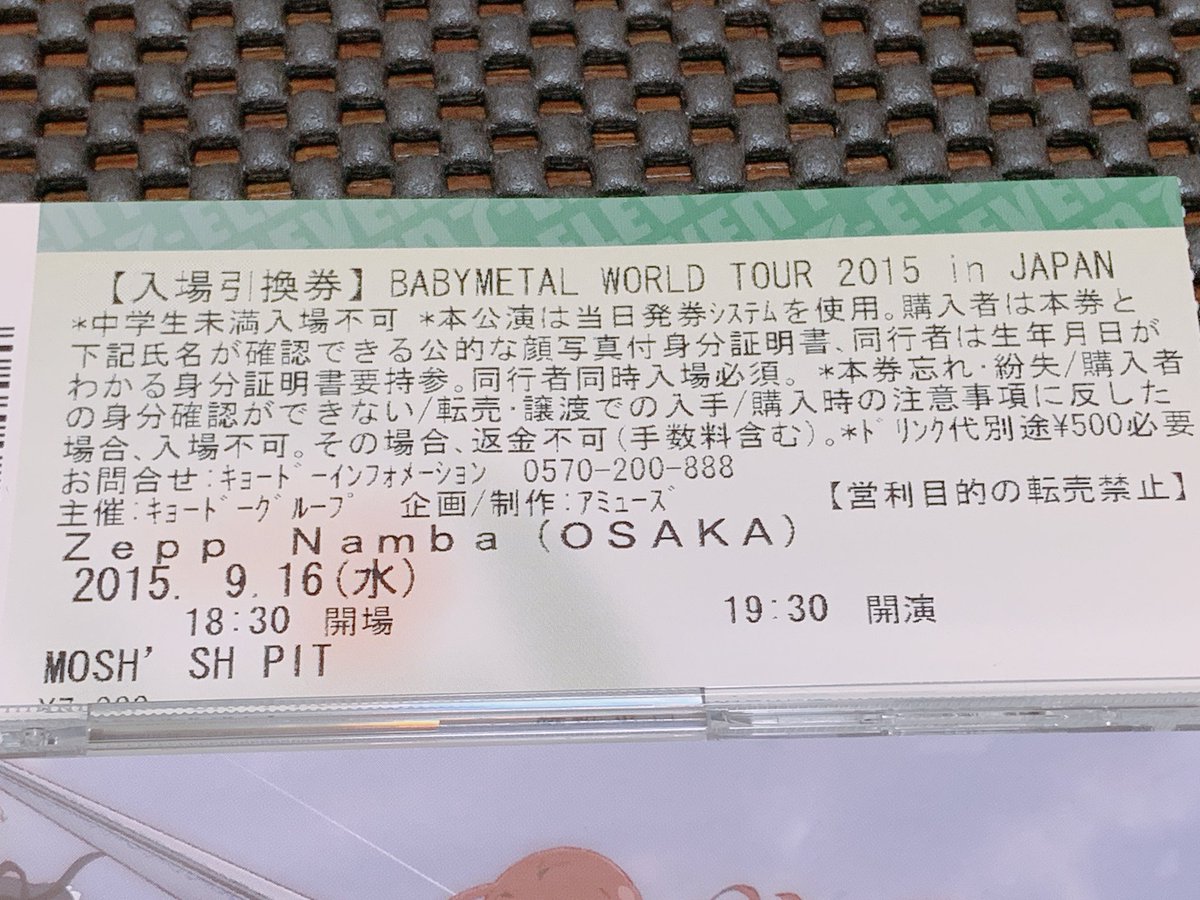 7-ELEVEN
【入場引換券】BABYMETAL WORLD TOUR 2015 in JAPAN
*中学生未満入場不可 *本公演は当日発券システムを使用。購入者は本券と
下記氏名が確認できる公的な顔写真付身分証明書、同行者は生年月日が
わかる身分証明書要持参。同行者同時入場必須。 *本券忘れ・紛失/購入者
の身分確認ができない/転売・譲渡での入手/購入時の注意事項に反した
場合、入場不可。その場合、返金不可(手数料含む)。*ドリンク代別途¥500必要
お問合せ:キョードーインフォメーション 0570-200-888
主催:キョードーグループ 企画/制作:アミューズ 【営利目的の転売禁止】
Zepp Namba(OSAKA)
2015. 9.16(水)
18:30 開場 19:30 開演
MOSH' SH PIT